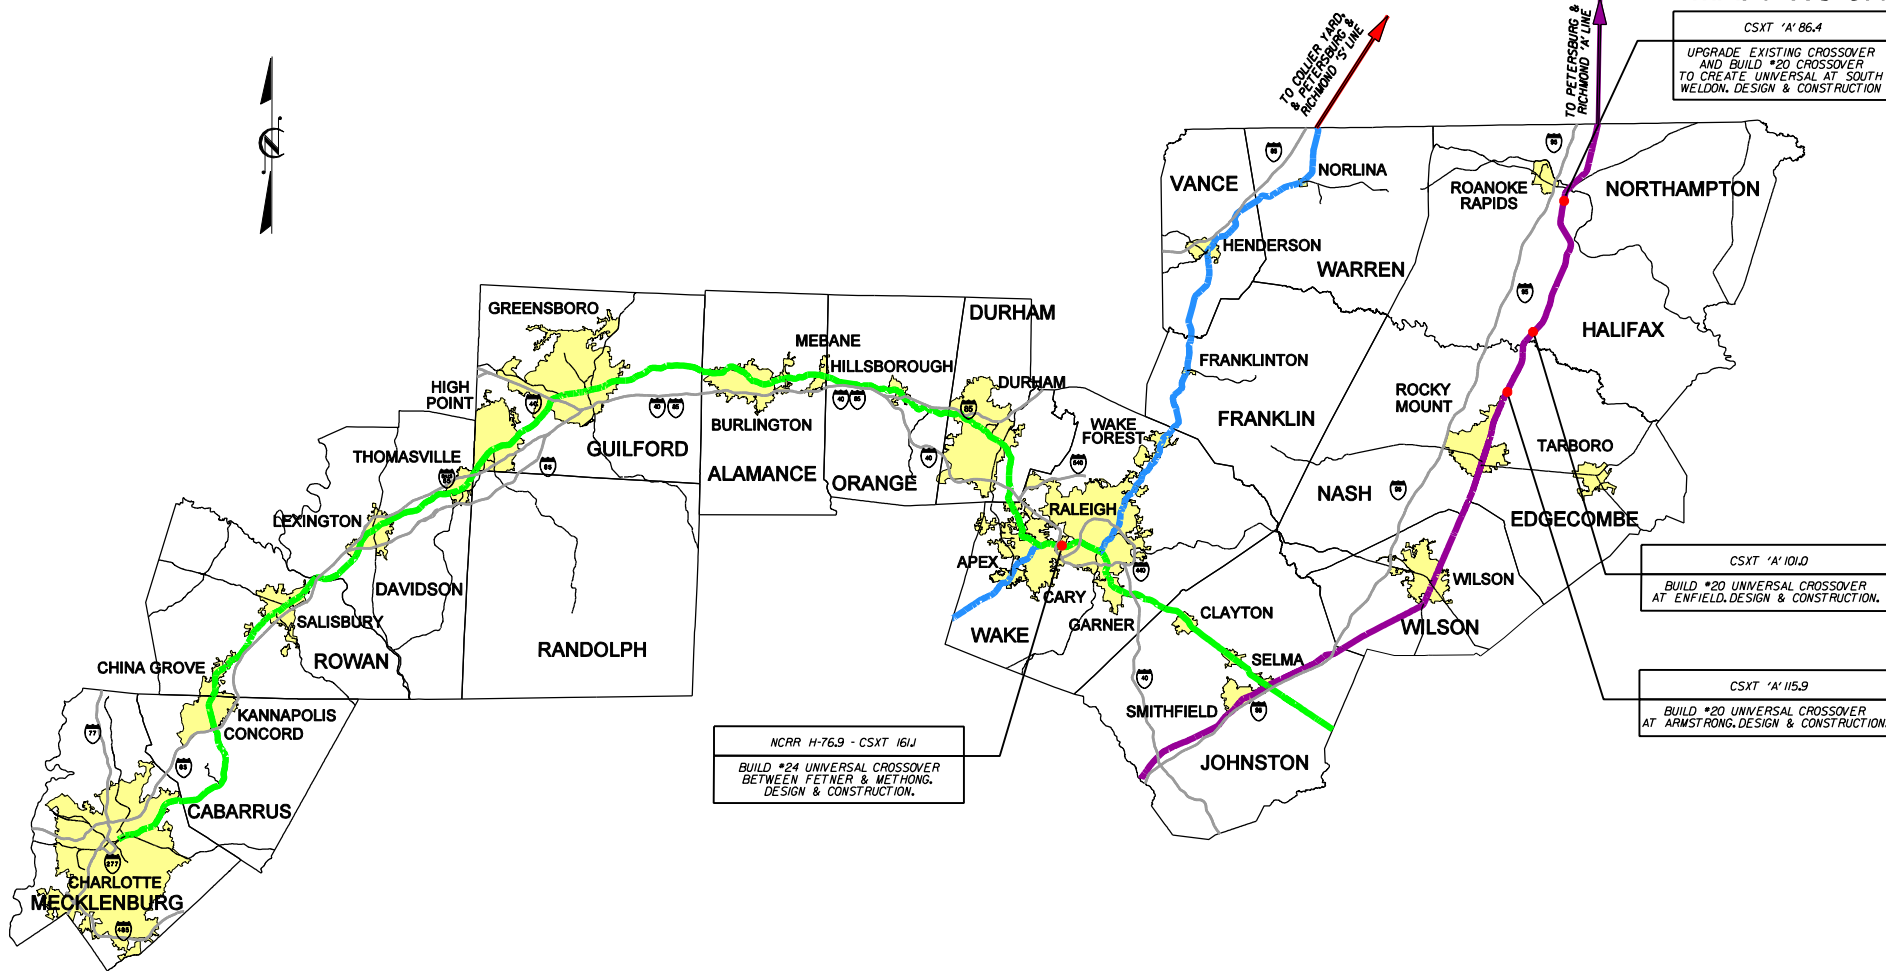 TO COLLIER YARD,
& PETERSBURG &
RICHMOND 'S' LINE
TO PETERSBURG &
RICHMOND 'A' LINE
CSXT 'A' 86.4
UPGRADE EXISTING CROSSOVER
AND BUILD #20 CROSSOVER
TO CREATE UNIVERSAL AT SOUTH
WELDON. DESIGN & CONSTRUCTION
N
VANCE
NORLINA
ROANOKE
RAPIDS
NORTHAMPTON
HENDERSON
WARREN
GREENSBORO
DURHAM
HALIFAX
MEBANE
HILLSBOROUGH
FRANKLINTON
DURHAM
HIGH
POINT
ROCKY
MOUNT
BURLINGTON
WAKE
FOREST
FRANKLIN
TARBORO
GUILFORD
THOMASVILLE
ALAMANCE
ORANGE
NASH
RALEIGH
EDGECOMBE
LEXINGTON
APEX
CSXT 'A' 101.0
BUILD #20 UNIVERSAL CROSSOVER
AT ENFIELD. DESIGN & CONSTRUCTION.
WILSON
DAVIDSON
CARY
CLAYTON
SALISBURY
GARNER
WILSON
WAKE
RANDOLPH
ROWAN
SELMA
CHINA GROVE
CSXT 'A' 115.9
BUILD #20 UNIVERSAL CROSSOVER
AT ARMSTRONG. DESIGN & CONSTRUCTION.
SMITHFIELD
KANNAPOLIS
CONCORD
77
NCRR H-76.9 - CSXT 161.1
BUILD #24 UNIVERSAL CROSSOVER
BETWEEN FETNER & METHONG.
DESIGN & CONSTRUCTION.
JOHNSTON
CABARRUS
277
CHARLOTTE
MECKLENBURG
485